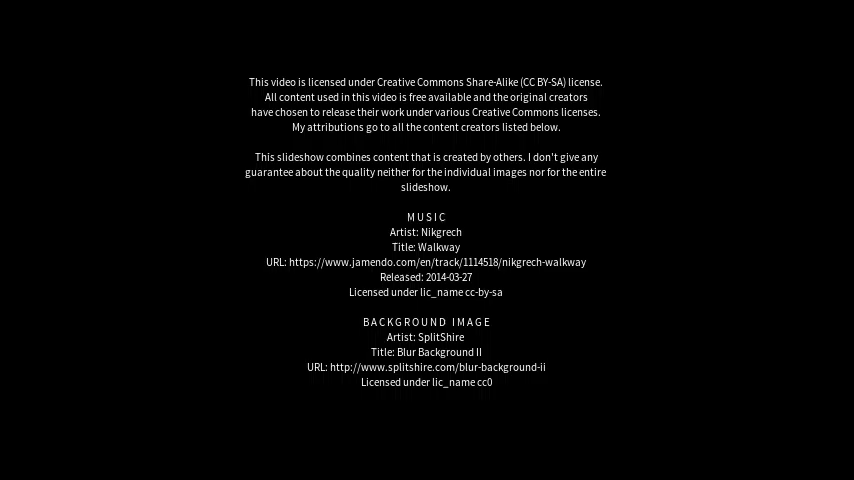 This video is licensed under Creative Commons Share-Alike (CC BY-SA) license.
All content used in this video is free available and the original creators
have chosen to release their work under various Creative Commons licenses.
My attributions go to all the content creators listed below.
This slideshow combines content that is created by others. I don't give any
guarantee about the quality neither for the individual images nor for the entire
slideshow.
MUSIC
Artist: Nikgrech
Title: Walkway
URL: https://www.jamendo.com/en/track/1114518/nikgrech-walkway
Released: 2014-03-27
Licensed under lic_name cc-by-sa
BACKGROUND IMAGE
Artist: SplitShire
Title: Blur Background II
URL: http://www.splitshire.com/blur-background-ii
Licensed under lic_name cc0